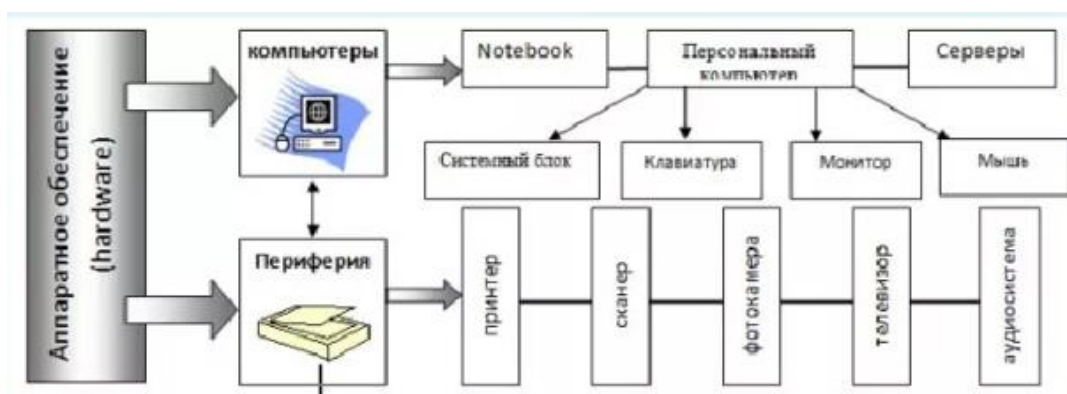 Аппаратное обеспечение
(hardware)
компьютеры
Notebook
Персональный
компьютер
Серверы
Системный блок
Клавиатура
Монитор
Мышь
Периферия
принтер
сканер
фотокамера
телевизор
аудиосистема